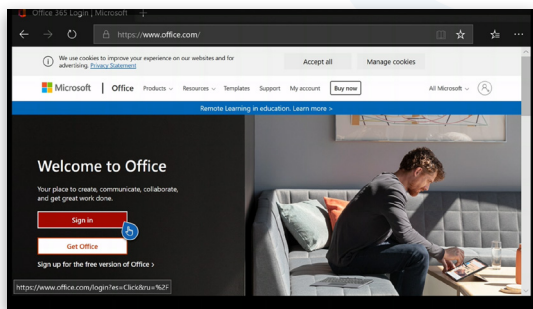 Office 365 Login | Microsoft
https://www.office.com/
We use cookies to improve your experience on our websites and for
advertising. Privacy Statement
Accept all
Manage cookies
Microsoft | Office Products Resources Templates Support My account Buy now All Microsoft
Remote Learning in education. Learn more >
Welcome to Office
Your place to create, communicate, collaborate,
and get great work done.
Sign in
Get Office
Sign up for the free version of Office >
https://www.office.com/login?es=Click&ru=%2F